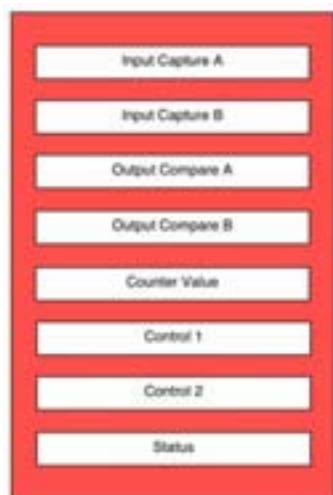 Input Capture A
Input Capture B
Output Compare A
Output Compare B
Counter Value
Control 1
Control 2
Status